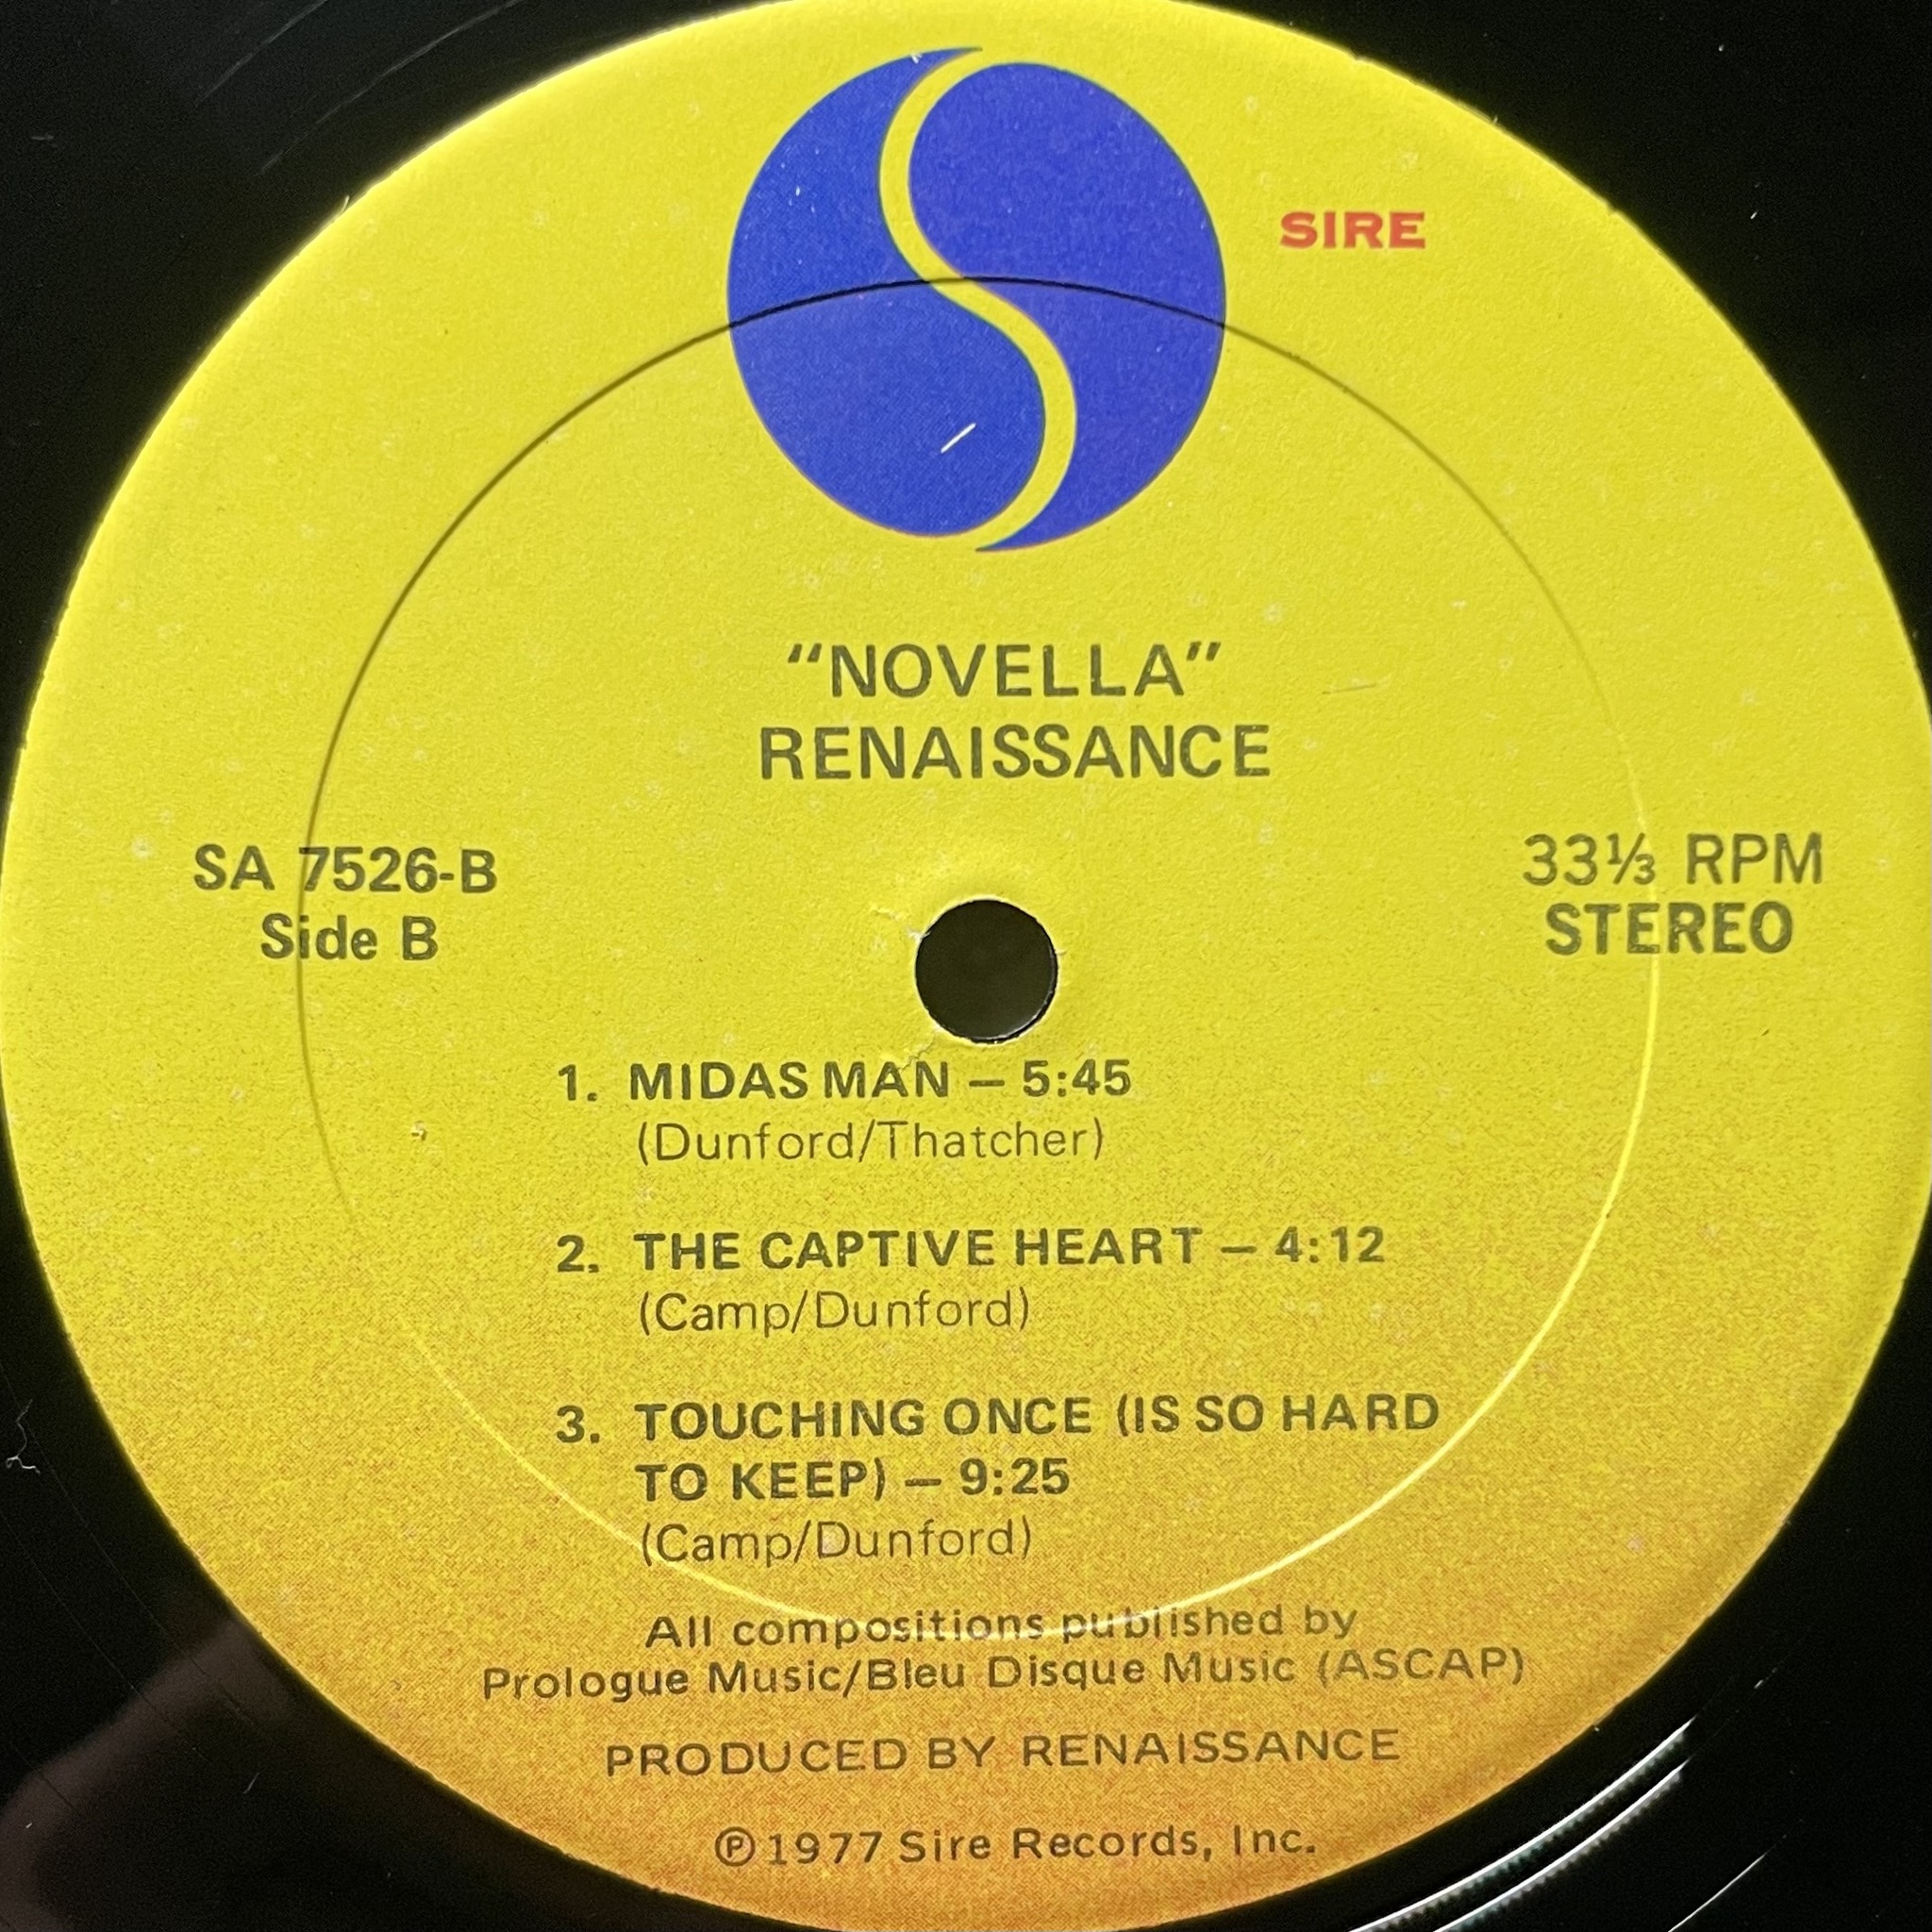 SIRE
“NOVELLA”
RENAISSANCE
SA 7526-B
Side B
33⅓ RPM
STEREO
1. MIDAS MAN — 5:45
(Dunford/Thatcher)
2. THE CAPTIVE HEART — 4:12
(Camp/Dunford)
3. TOUCHING ONCE (IS SO HARD
TO KEEP) — 9:25
(Camp/Dunford)
All compositions published by
Prologue Music/Bleu Disque Music (ASCAP)
PRODUCED BY RENAISSANCE
℗1977 Sire Records, Inc.